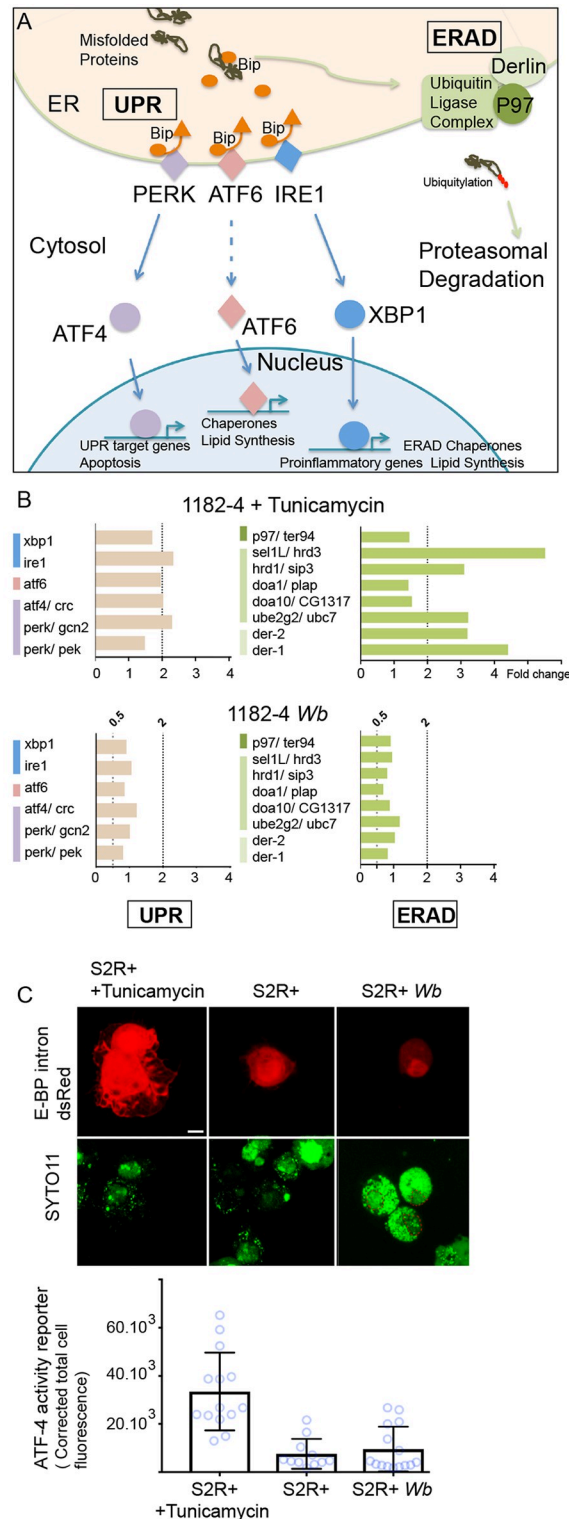 A
Misfolded
Proteins
Bip
ERAD
Derlin
Ubiquitin
Ligase
Complex
P97
ER
UPR
Bip
Bip
Bip
Ubiquitylation
PERK
ATF6
IRE1
Cytosol
Proteasomal
Degradation
ATF4
ATF6
XBP1
Nucleus
Chaperones
Lipid Synthesis
UPR target genes
Apoptosis
ERAD Chaperones
Proinflammatory genes
Lipid Synthesis
B
1182-4 + Tunicamycin
xbp1
ire1
atf6
atf4/ crc
perk/ gcn2
perk/ pek
0 1 2 3 4
p97/ ter94
sel1L/ hrd3
hrd1/ sip3
doa1/ plap
doa10/ CG1317
ube2g2/ ubc7
der-2
der-1
0 1 2 3 4 Fold change
1182-4 Wb
0.5 2
xbp1
ire1
atf6
atf4/ crc
perk/ gcn2
perk/ pek
0 1 2 3 4
0.5 2
p97/ ter94
sel1L/ hrd3
hrd1/ sip3
doa1/ plap
doa10/ CG1317
ube2g2/ ubc7
der-2
der-1
0 1 2 3 4
UPR
ERAD
C
S2R+
+Tunicamycin
S2R+
S2R+ Wb
E-BP intron
dsRed
SYTO11
ATF-4 activity reporter
( Corrected total cell
fluorescence)
60.10³
40.10³
20.10³
S2R+
+Tunicamycin
S2R+
S2R+ Wb